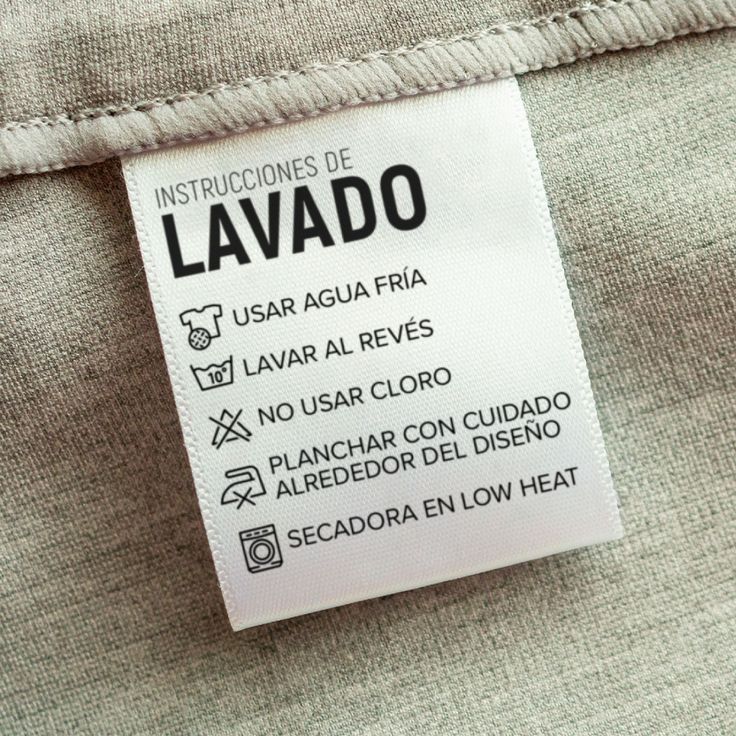 INSTRUCCIONES DE
LAVADO
USAR AGUA FRÍA
10°
LAVAR AL REVÉS
NO USAR CLORO
PLANCHAR CON CUIDADO
ALREDEDOR DEL DISEÑO
SECADORA EN LOW HEAT